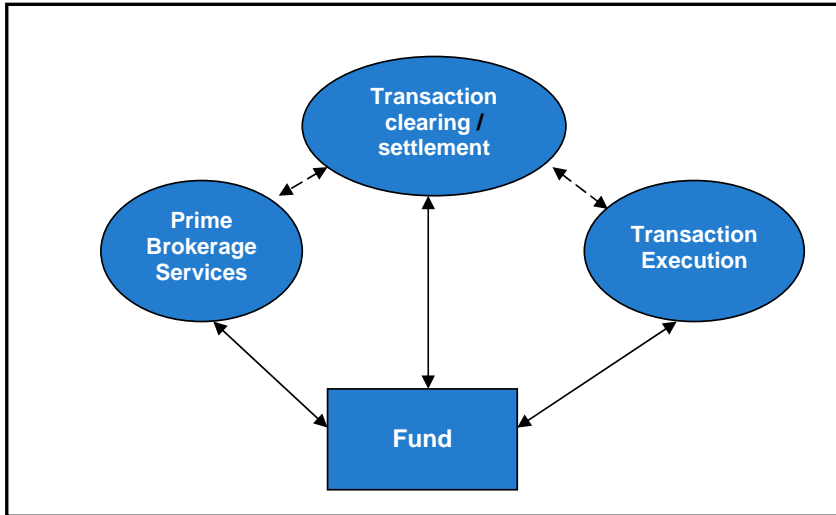 Transaction
clearing /
settlement
Prime
Brokerage
Services
Transaction
Execution
Fund